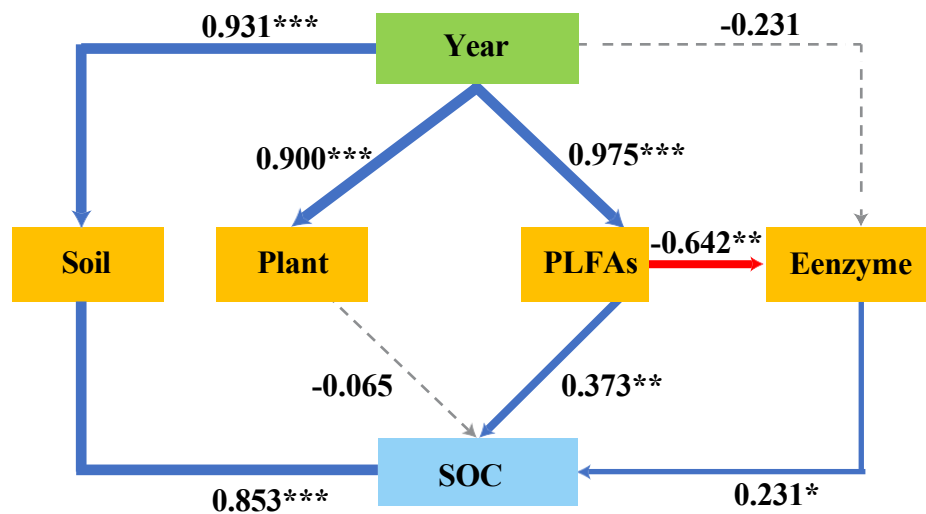 0.931***
Year
-0.231
0.900***
0.975***
Soil
Plant
PLFAs
-0.642**
Eenzyme
-0.065
0.373**
SOC
0.853***
0.231*